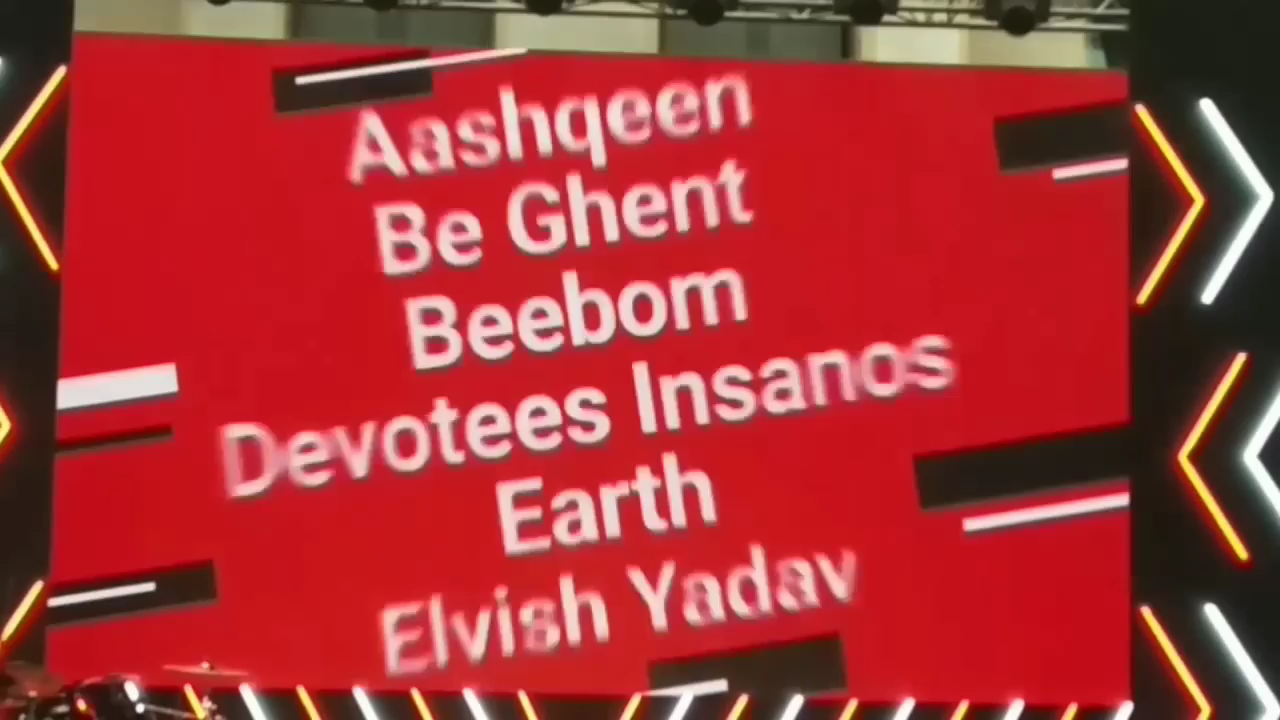 Aashqeen
Be Ghent
Beebom
Devotees Insanos
Earth
Elvish Yadav